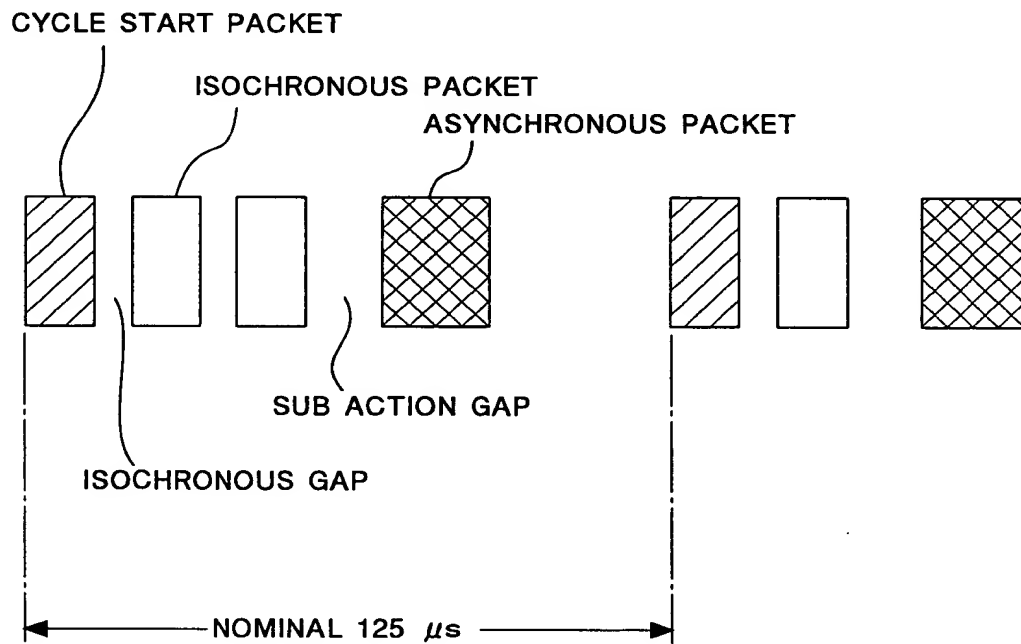 CYCLE START PACKET
ISOCHRONOUS PACKET
ASYNCHRONOUS PACKET
SUB ACTION GAP
ISOCHRONOUS GAP
NOMINAL 125 μs